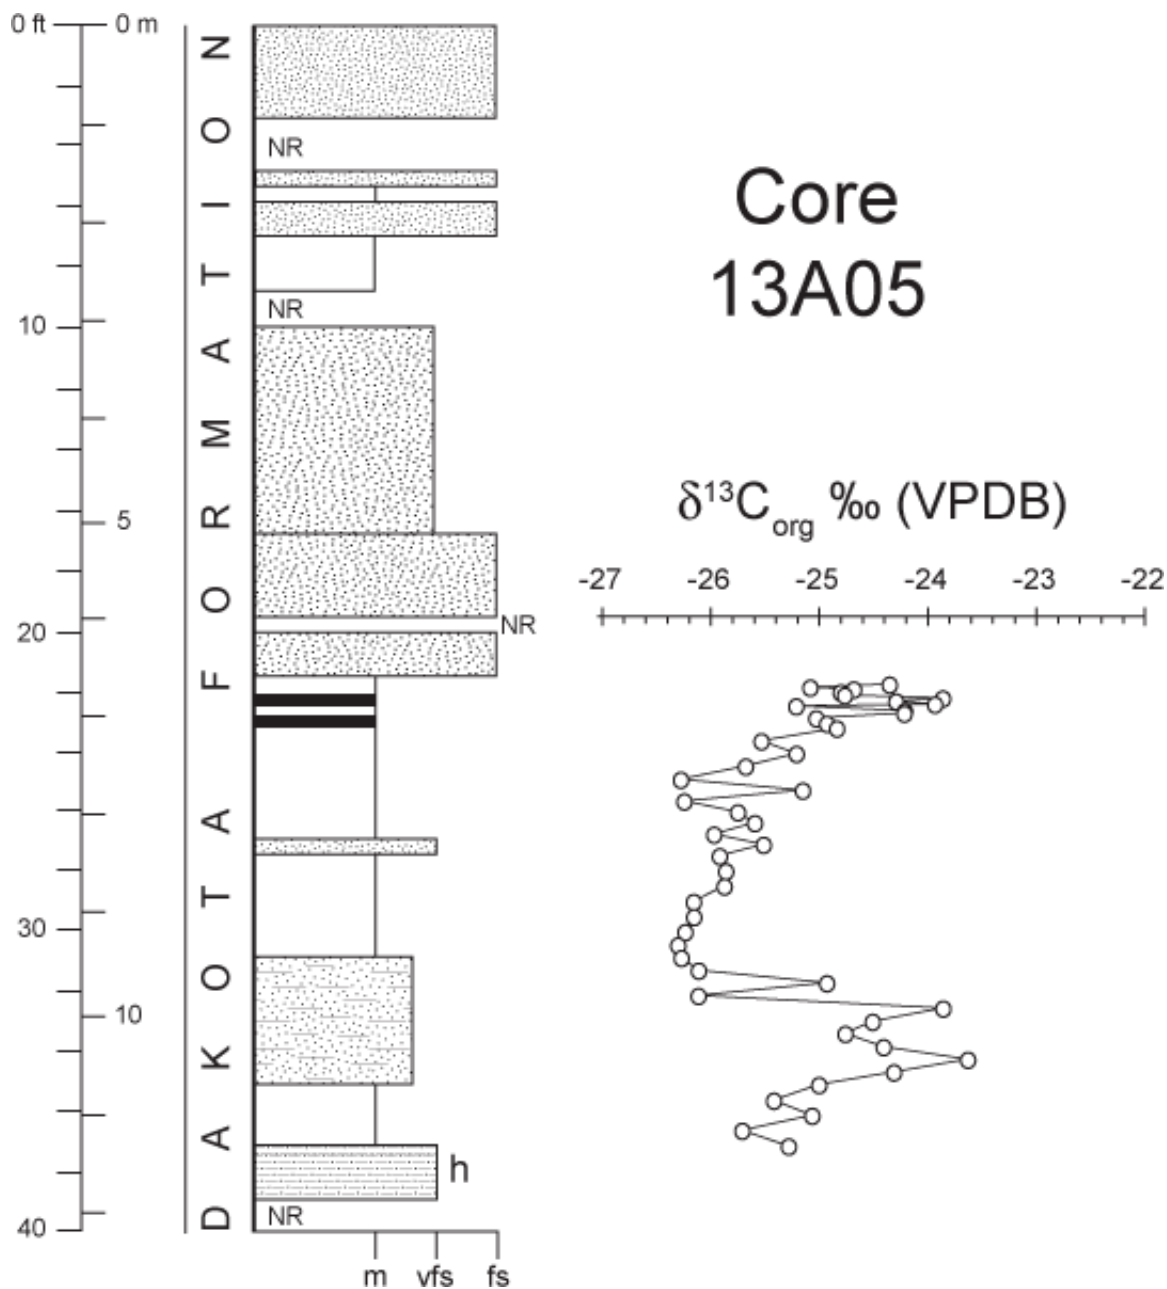 0 ft
0 m
10
20
30
40
5
10
DAKOTA FORMATION
NR
NR
NR
h
NR
m vfs fs
Core
13A05
δ¹³Corg ‰ (VPDB)
-27 -26 -25 -24 -23 -22